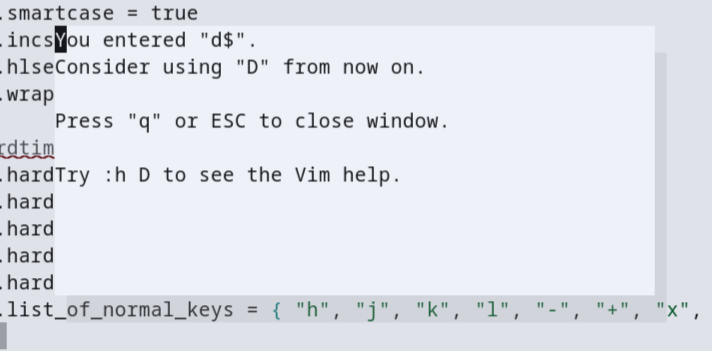 .smartcase = true
.incsYou entered "d$".
.hlseConsider using "D" from now on.
.wrap
Press "q" or ESC to close window.
rdtim
.hardTry :h D to see the Vim help.
.hard
.hard
.hard
.hard
.list_of_normal_keys = { "h", "j", "k", "l", "-", "+", "x",